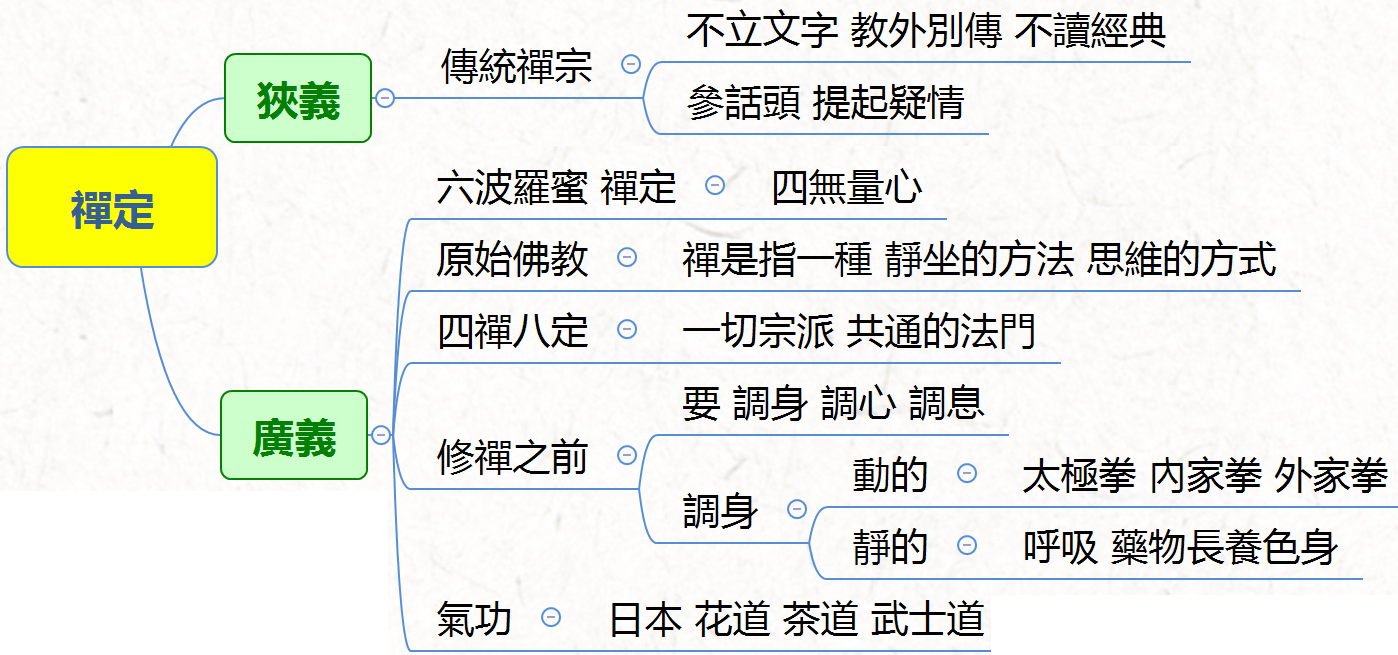 禪定
狹義
傳統禪宗
不立文字 教外別傳 不讀經典
參話頭 提起疑情
廣義
六波羅蜜 禪定
四無量心
原始佛教
禪是指一種 靜坐的方法 思維的方式
四禪八定
一切宗派 共通的法門
修禪之前
要 調身 調心 調息
調身
動的
太極拳 內家拳 外家拳
靜的
呼吸 藥物長養色身
氣功
日本 花道 茶道 武士道